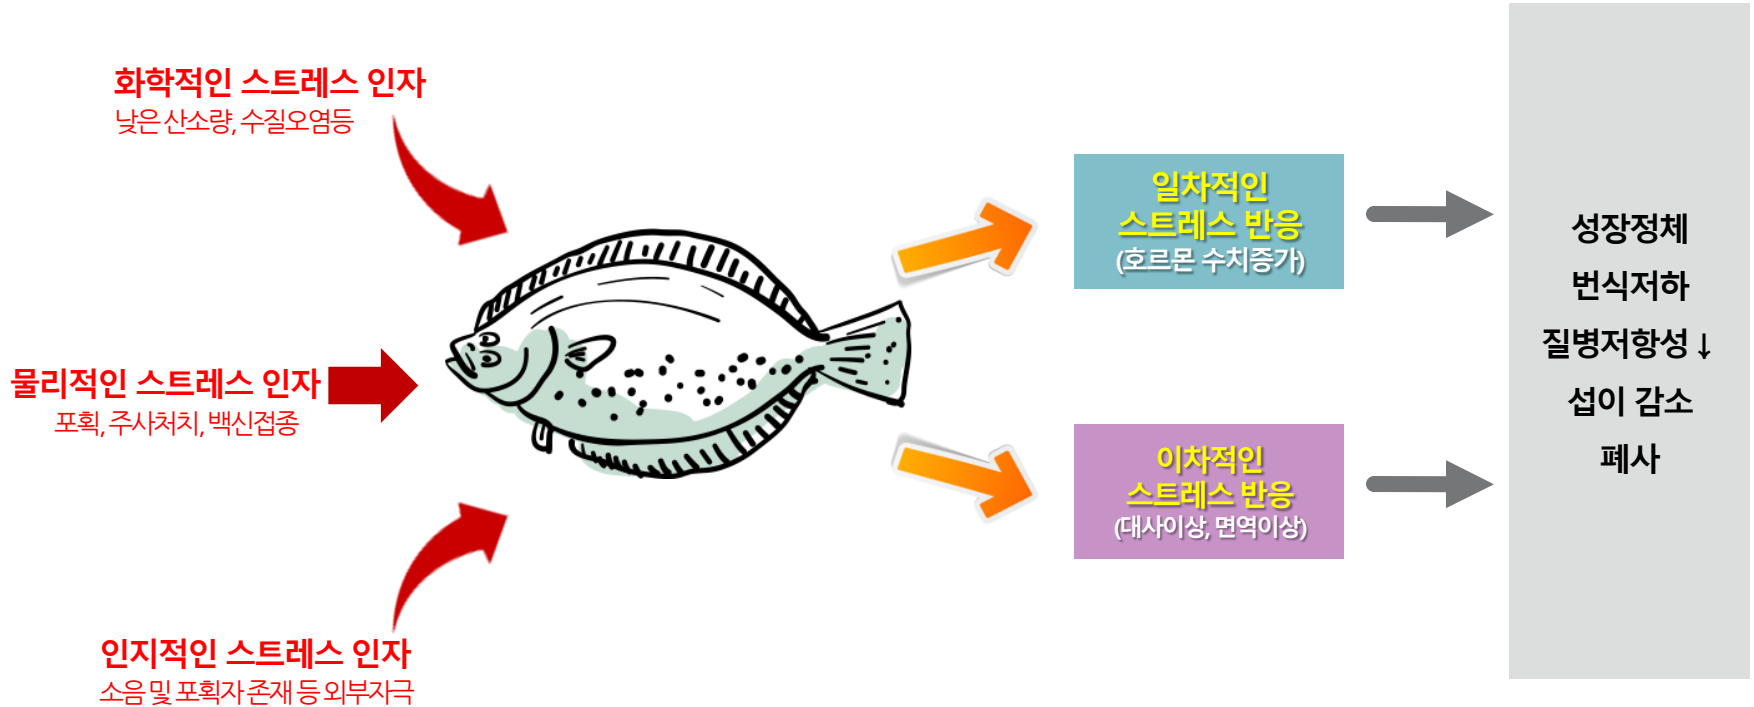 화학적인 스트레스 인자
낮은 산소량, 수질오염등
물리적인 스트레스 인자
포획, 주사처치, 백신접종
인지적인 스트레스 인자
소음 및 포획자 존재 등 외부자극
일차적인
스트레스 반응
(호르몬 수치증가)
이차적인
스트레스 반응
(대사이상, 면역이상)
성장정체
번식저하
질병저항성↓
섭이 감소
폐사